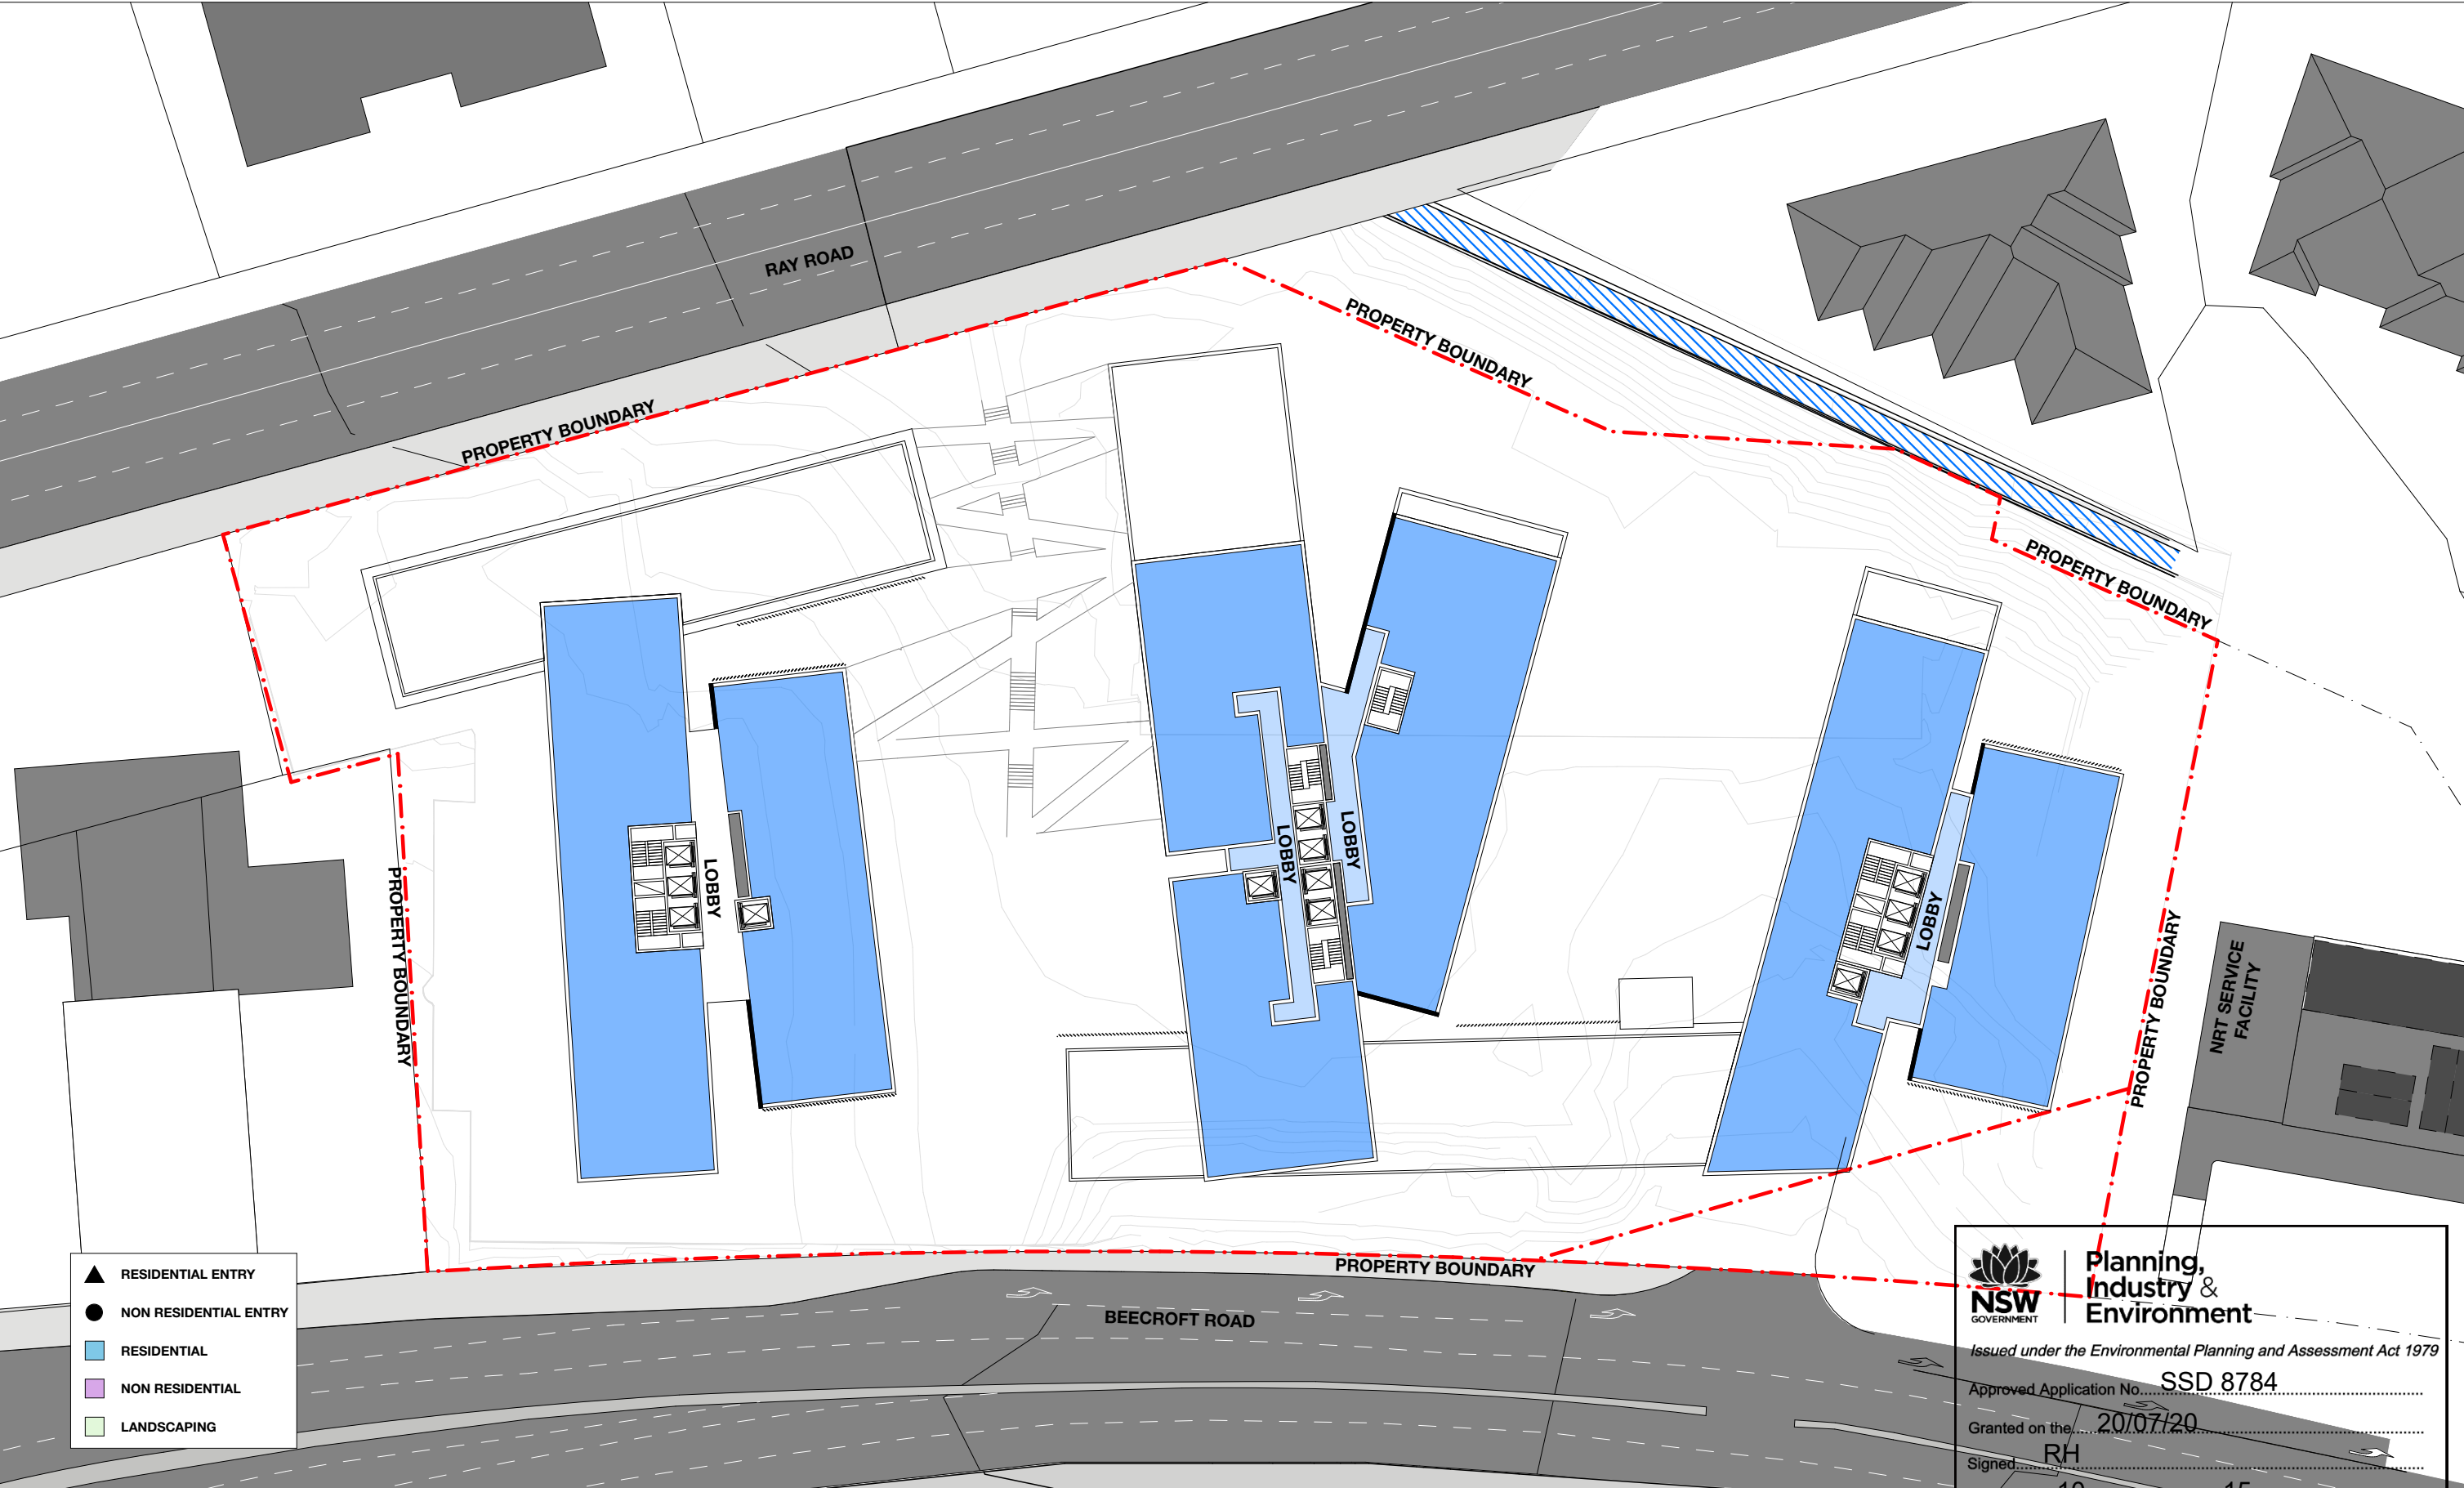 RAY ROAD
PROPERTY BOUNDARY
PROPERTY BOUNDARY
PROPERTY BOUNDARY
PROPERTY BOUNDARY
LOBBY
LOBBY
LOBBY
LOBBY
PROPERTY BOUNDARY
NRT SERVICE
FACILITY
PROPERTY BOUNDARY
BEECROFT ROAD
RESIDENTIAL ENTRY
NON RESIDENTIAL ENTRY
RESIDENTIAL
NON RESIDENTIAL
LANDSCAPING
NSW
GOVERNMENT
Planning,
Industry &
Environment
Issued under the Environmental Planning and Assessment Act 1979
Approved Application No. SSD 8784
Granted on the 20/07/20
Signed RH